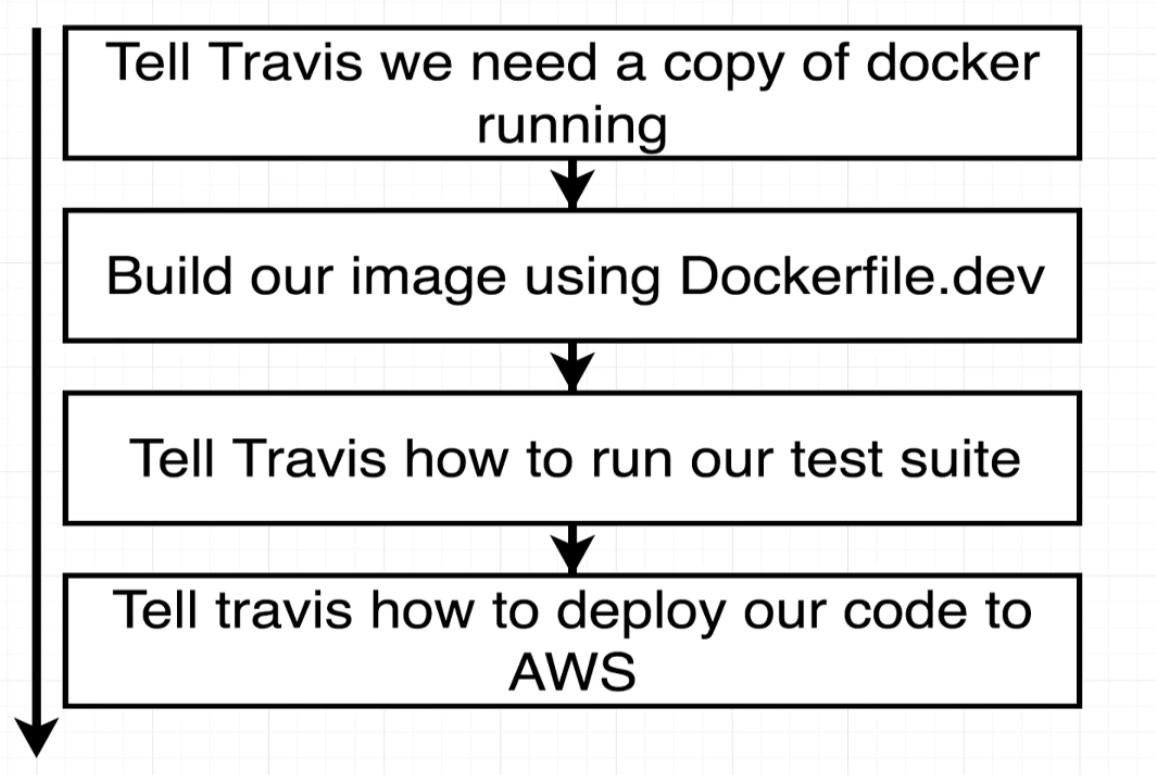 Tell Travis we need a copy of docker
running
Build our image using Dockerfile.dev
Tell Travis how to run our test suite
Tell travis how to deploy our code to
AWS